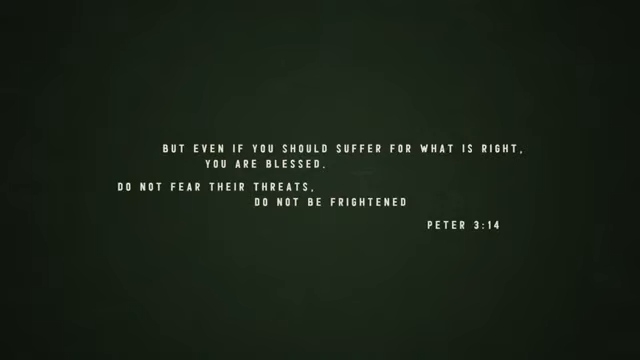 BUT EVEN IF YOU SHOULD SUFFER FOR WHAT IS RIGHT,
YOU ARE BLESSED.
DO NOT FEAR THEIR THREATS,
DO NOT BE FRIGHTENED
PETER 3:14